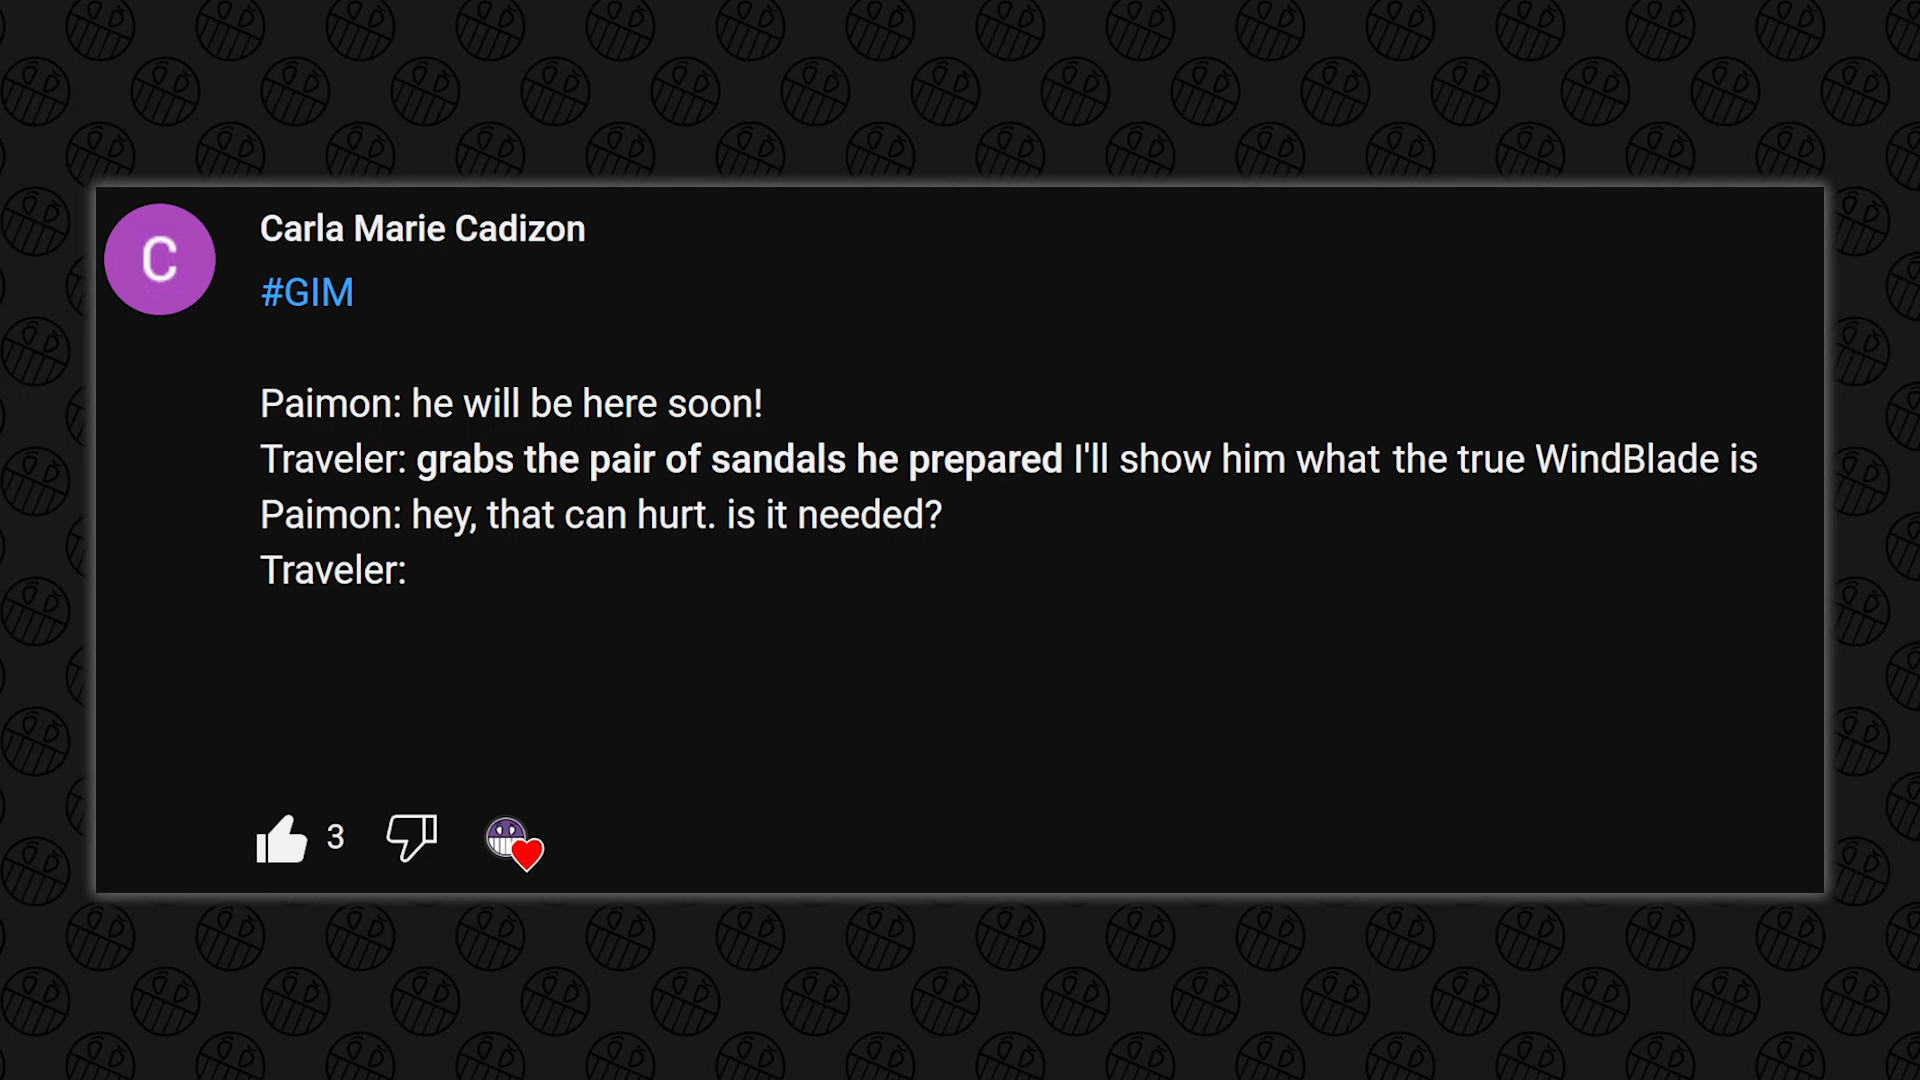 C
Carla Marie Cadizon
#GIM
Paimon: he will be here soon!
Traveler: grabs the pair of sandals he prepared I'll show him what the true WindBlade is
Paimon: hey, that can hurt. is it needed?
Traveler:
3